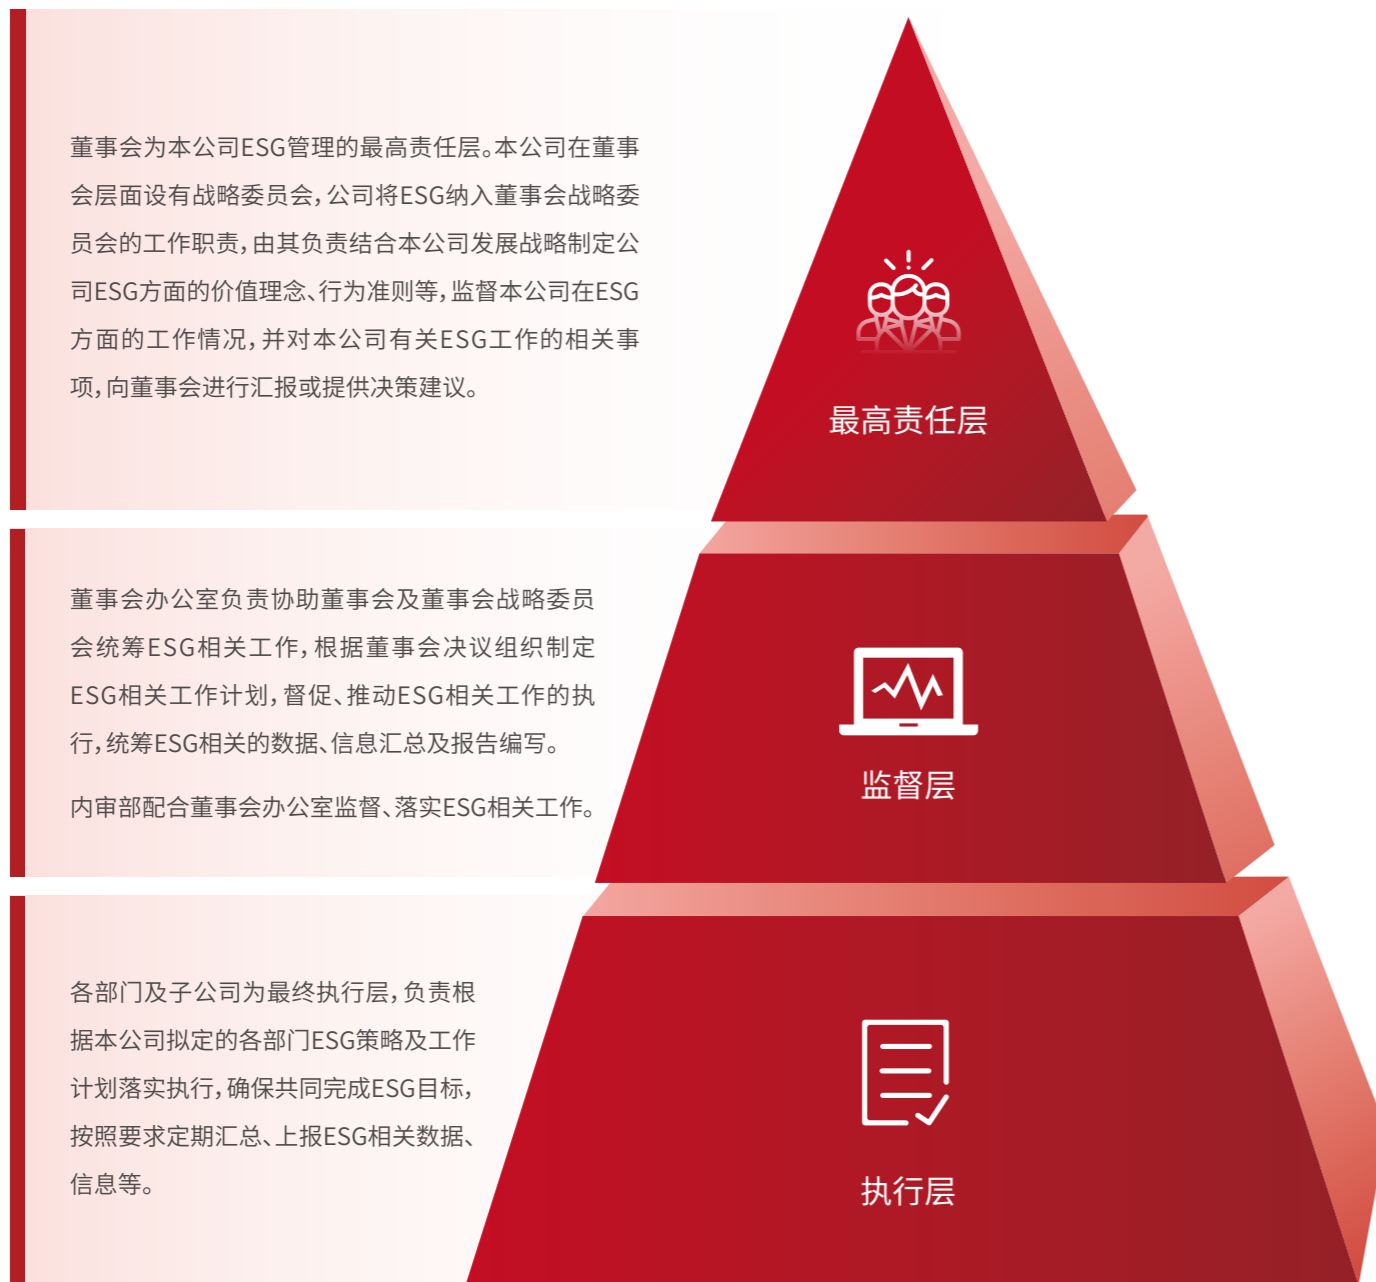 董事会为本公司ESG管理的最高责任层。本公司在董事
会层面设有战略委员会，公司将ESG纳入董事会战略委
员会的工作职责，由其负责结合本公司发展战略制定公
司ESG方面的价值理念、行为准则等，监督本公司在ESG
方面的工作情况，并对本公司有关ESG工作的相关事
项，向董事会进行汇报或提供决策建议。
最高责任层
董事会办公室负责协助董事会及董事会战略委员
会统筹ESG相关工作，根据董事会决议组织制定
ESG相关工作计划，督促、推动ESG相关工作的执
行，统筹ESG相关的数据、信息汇总及报告编写。
内审部配合董事会办公室监督、落实ESG相关工作。
监督层
各部门及子公司为最终执行层，负责根
据本公司拟定的各部门ESG策略及工作
计划落实执行，确保共同完成ESG目标，
按照要求定期汇总、上报ESG相关数据、
信息等。
执行层